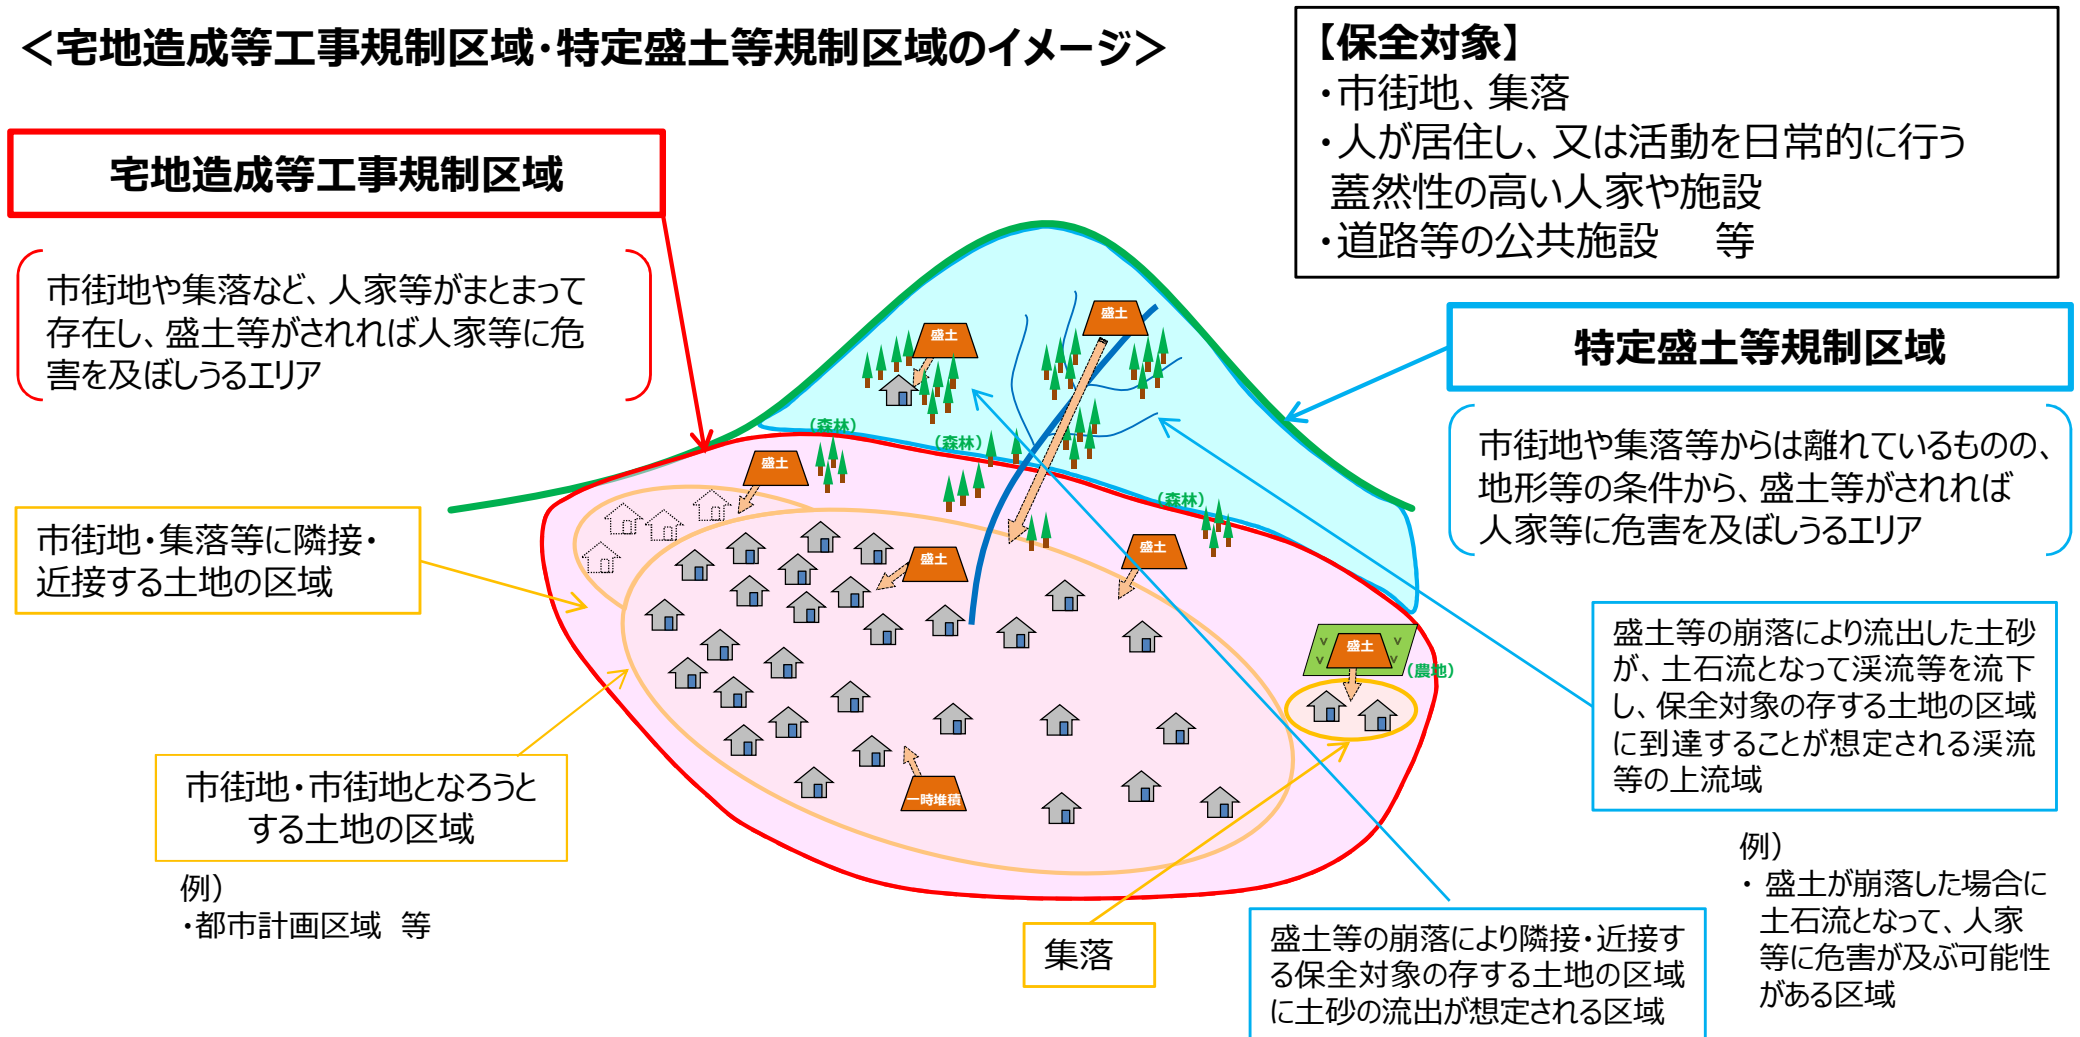 ＜宅地造成等工事規制区域・特定盛土等規制区域のイメージ＞
【保全対象】
・市街地、集落
・人が居住し、又は活動を日常的に行う
蓋然性の高い人家や施設
・道路等の公共施設　等
宅地造成等工事規制区域
市街地や集落など、人家等がまとまって
存在し、盛土等がされれば人家等に危
害を及ぼしうるエリア
特定盛土等規制区域
市街地や集落等からは離れているものの、
地形等の条件から、盛土等がされれば
人家等に危害を及ぼしうるエリア
盛土
盛土
（森林）
（森林）
盛土
（森林）
盛土
盛土
盛土
（農地）
一時堆積
市街地・集落等に隣接・
近接する土地の区域
市街地・市街地となろうと
する土地の区域
例）
・都市計画区域　等
集落
盛土等の崩落により隣接・近接す
る保全対象の存する土地の区域
に土砂の流出が想定される区域
盛土等の崩落により流出した土砂
が、土石流となって渓流等を流下
し、保全対象の存する土地の区域
に到達することが想定される渓流
等の上流域
例）
・ 盛土が崩落した場合に
土石流となって、人家
等に危害が及ぶ可能性
がある区域